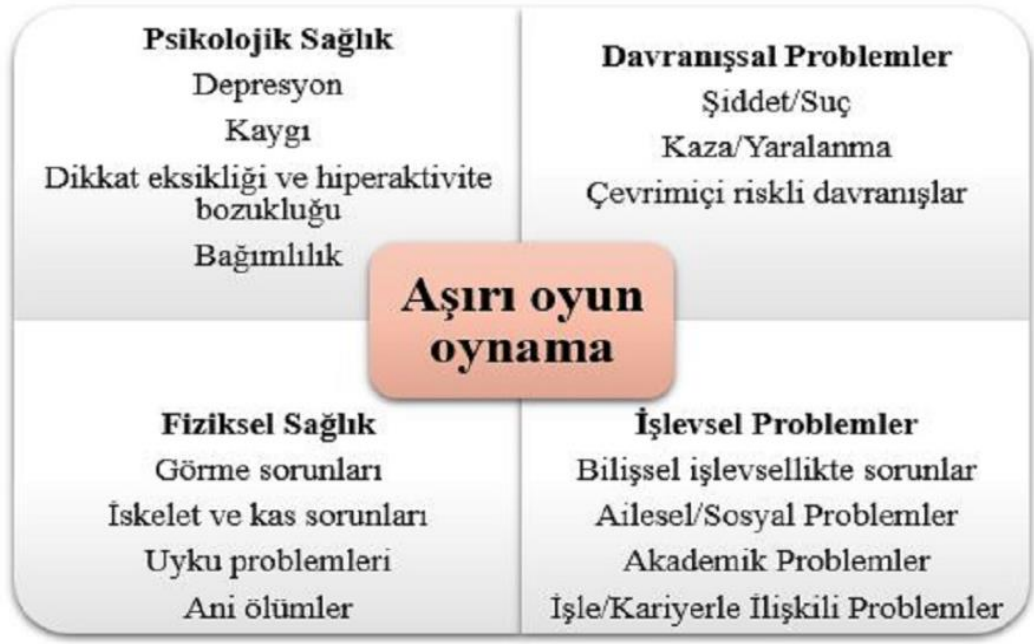 Psikolojik Sağlık
Depresyon
Kaygı
Dikkat eksikliği ve hiperaktivite
bozukluğu
Bağımlılık
Davranışsal Problemler
Şiddet/Suç
Kaza/Yaralanma
Çevrimiçi riskli davranışlar
Aşırı oyun
oynama
Fiziksel Sağlık
Görme sorunları
İskelet ve kas sorunları
Uyku problemleri
Ani ölümler
İşlevsel Problemler
Bilişsel işlevsellikte sorunlar
Ailesel/Sosyal Problemler
Akademik Problemler
İşle/Kariyerle İlişkili Problemler